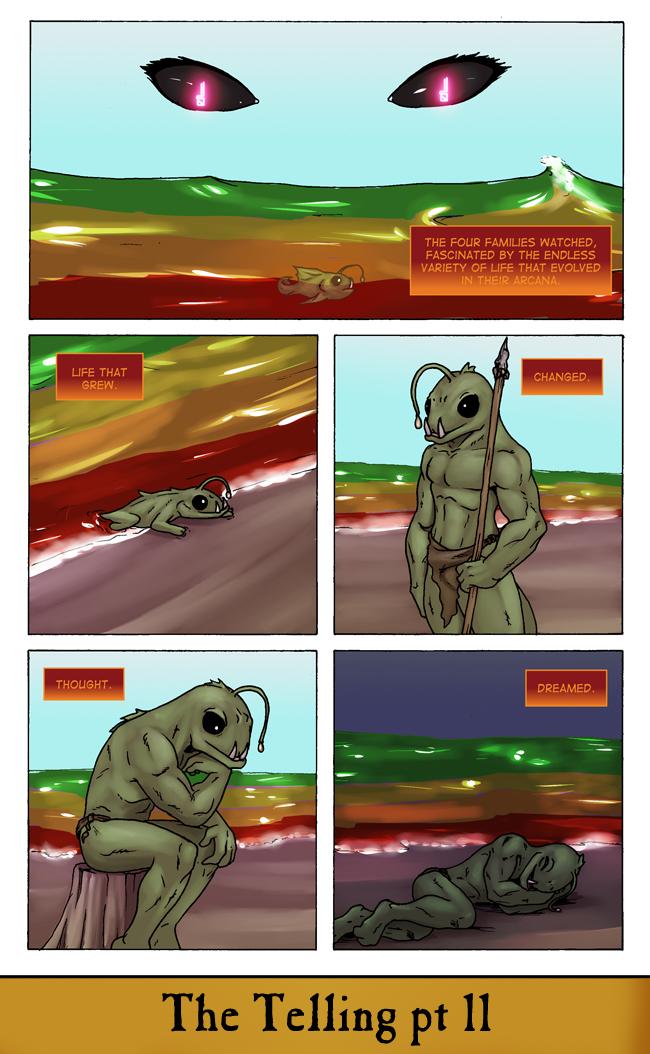 THE FOUR FAMILIES WATCHED,
FASCINATED BY THE ENDLESS
VARIETY OF LIFE THAT EVOLVED
IN THEIR ARCANA.
LIFE THAT
GREW.
CHANGED.
THOUGHT.
DREAMED.
The Telling pt 11